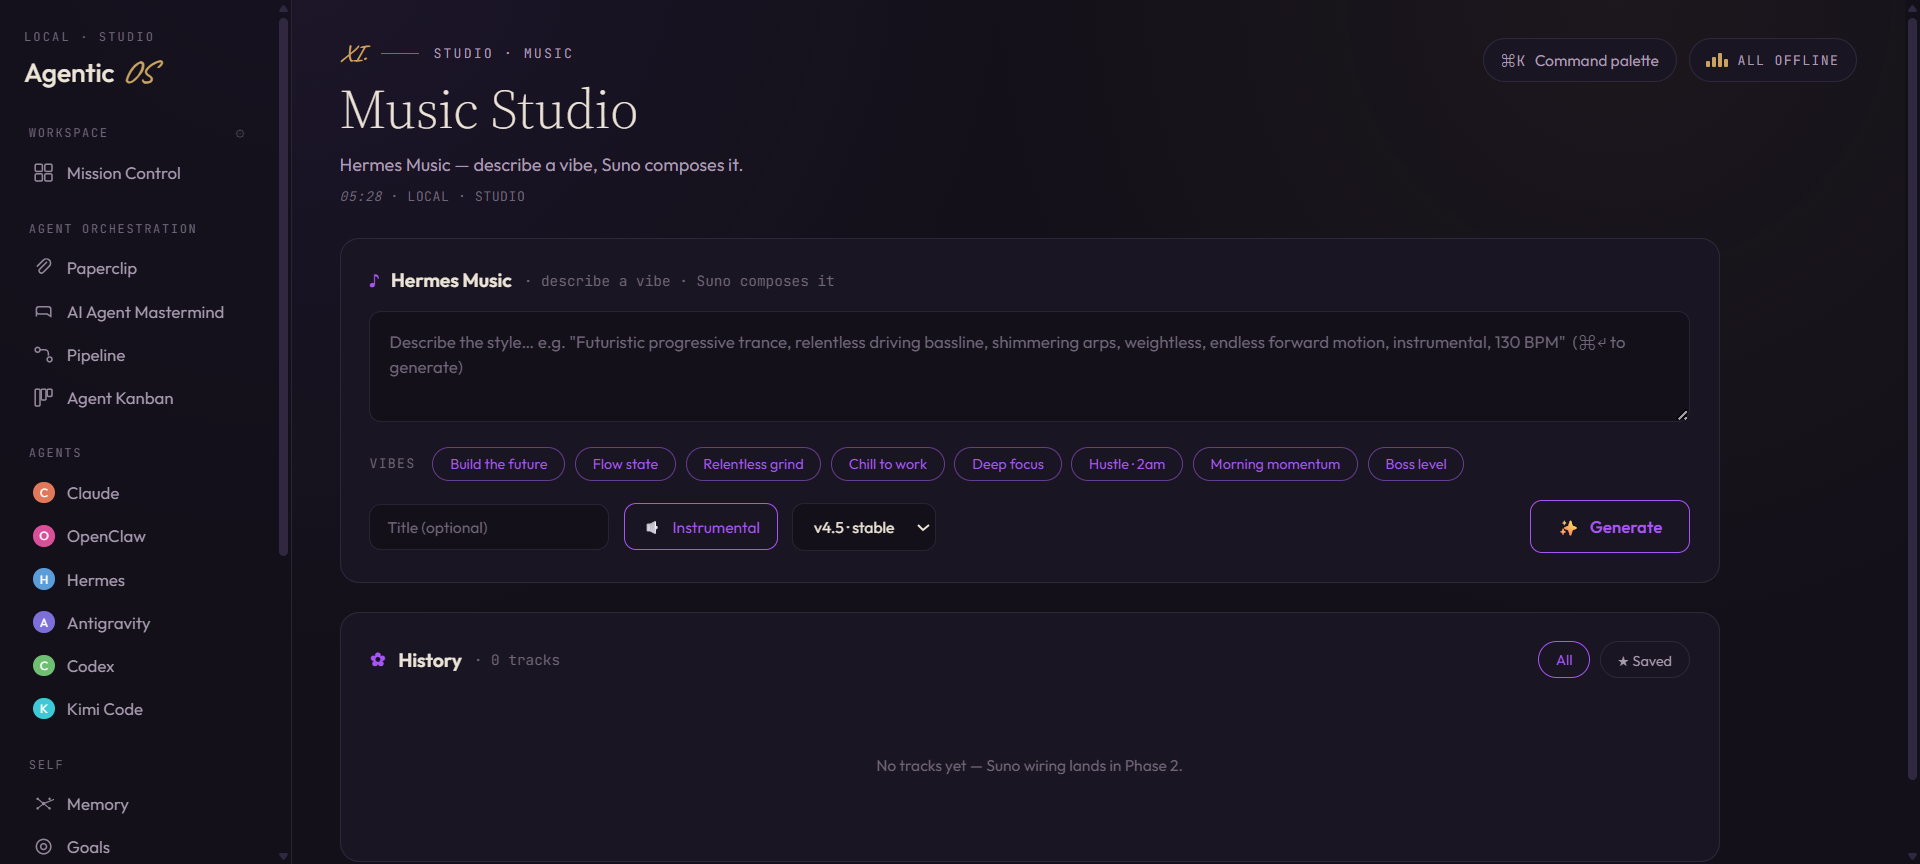 LOCAL · STUDIO
Agentic OS
WORKSPACE
Mission Control
AGENT ORCHESTRATION
Paperclip
AI Agent Mastermind
Pipeline
Agent Kanban
AGENTS
C Claude
O OpenClaw
H Hermes
A Antigravity
C Codex
K Kimi Code
SELF
Memory
Goals
XI. STUDIO · MUSIC
⌘K Command palette
ALL OFFLINE
Music Studio
Hermes Music — describe a vibe, Suno composes it.
05:28 · LOCAL · STUDIO
♪ Hermes Music · describe a vibe · Suno composes it
Describe the style... e.g. "Futuristic progressive trance, relentless driving bassline, shimmering arps, weightless, endless forward motion, instrumental, 130 BPM" (⌘⏎ to
generate)
VIBES Build the future Flow state Relentless grind Chill to work Deep focus Hustle · 2am Morning momentum Boss level
Title (optional) Instrumental v4.5 · stable ✨ Generate
✿ History · 0 tracks All ★ Saved
No tracks yet — Suno wiring lands in Phase 2.